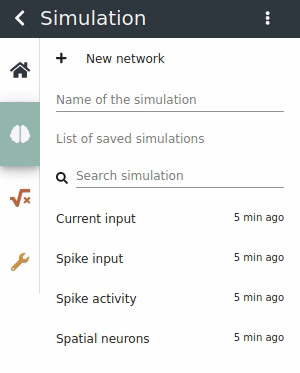 Simulation
New network
Name of the simulation
List of saved simulations
Search simulation
Current input 5 min ago
Spike input 5 min ago
Spike activity 5 min ago
Spatial neurons 5 min ago